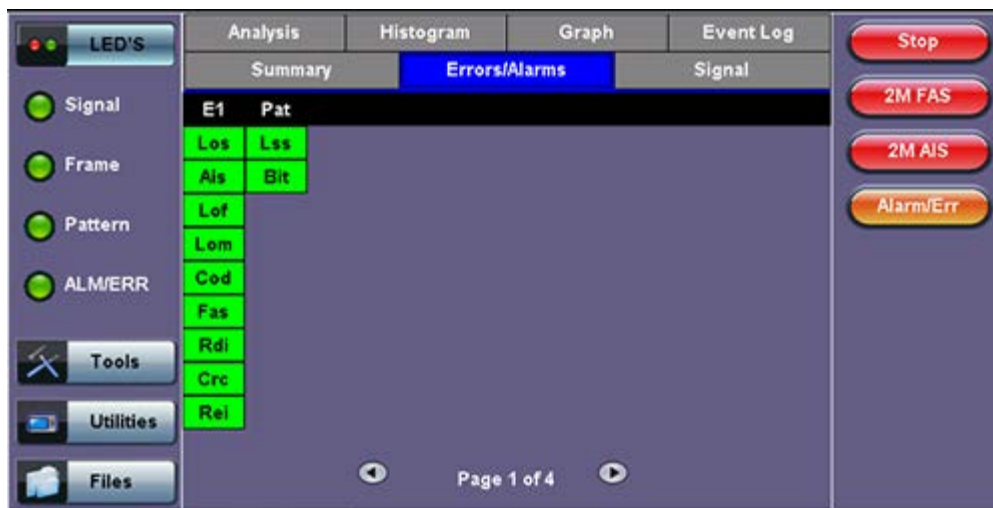 LED'S
Signal
Frame
Pattern
ALM/ERR
Tools
Utilities
Files
Analysis Histogram Graph Event Log
Summary Errors/Alarms Signal
E1 Pat
Los Lss
Ais Bit
Lof
Lom
Cod
Fas
Rdi
Crc
Rei
Page 1 of 4
Stop
2M FAS
2M AIS
Alarm/Err